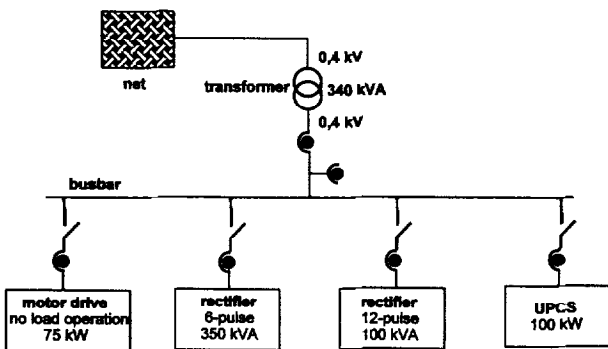 0,4 kV
net
transformer
340 kVA
0,4 kV
busbar
motor drive
no load operation
75 kW
rectifier
6-pulse
350 kVA
rectifier
12-pulse
100 kVA
UPCS
100 kW